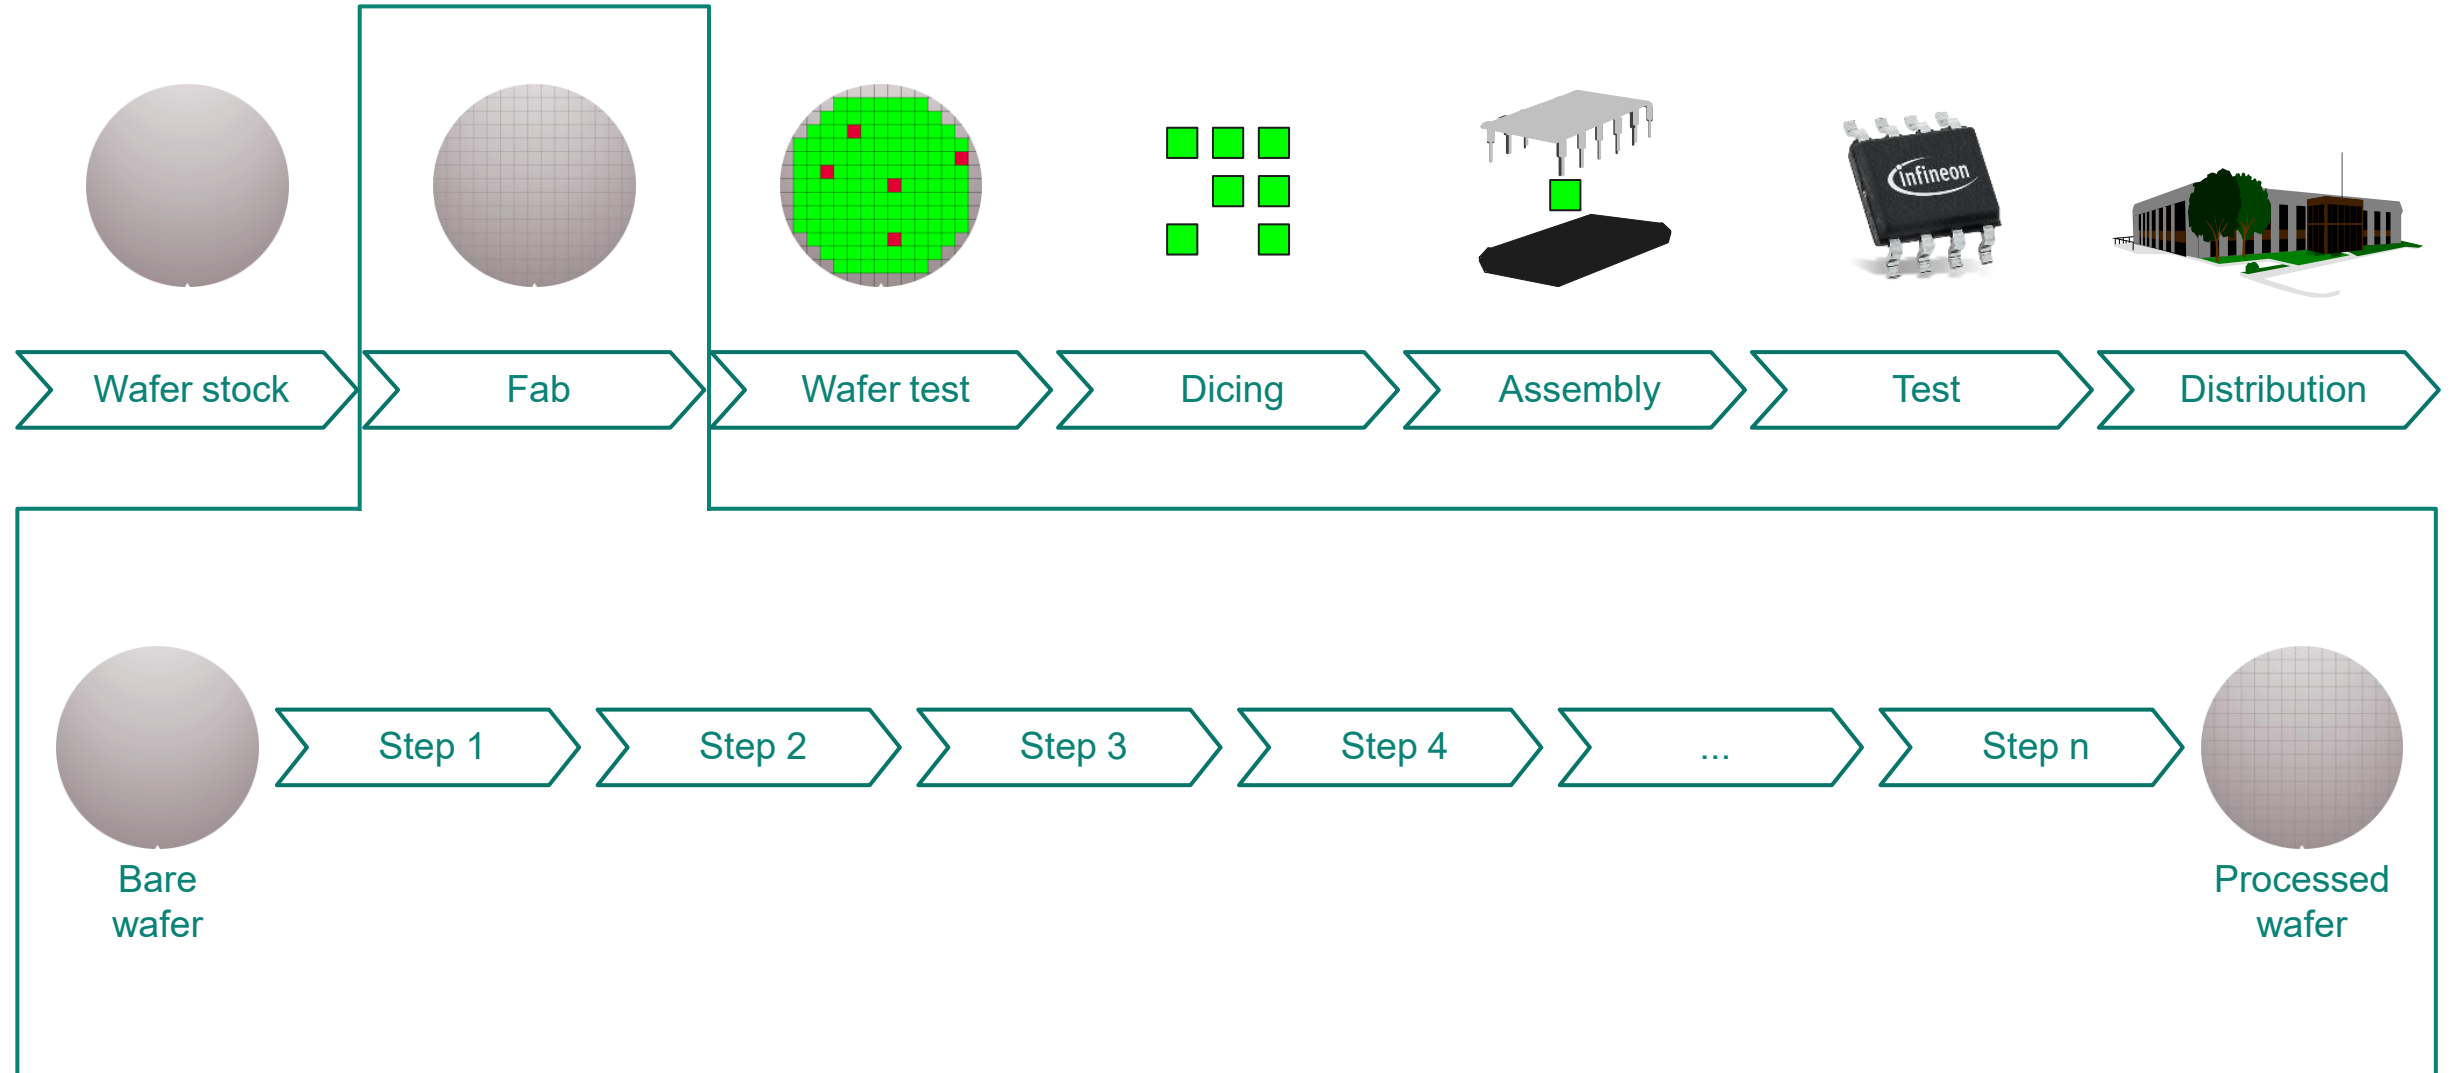 infineon
Wafer stock
Fab
Wafer test
Dicing
Assembly
Test
Distribution
Step 1
Step 2
Step 3
Step 4
...
Step n
Bare
wafer
Processed
wafer